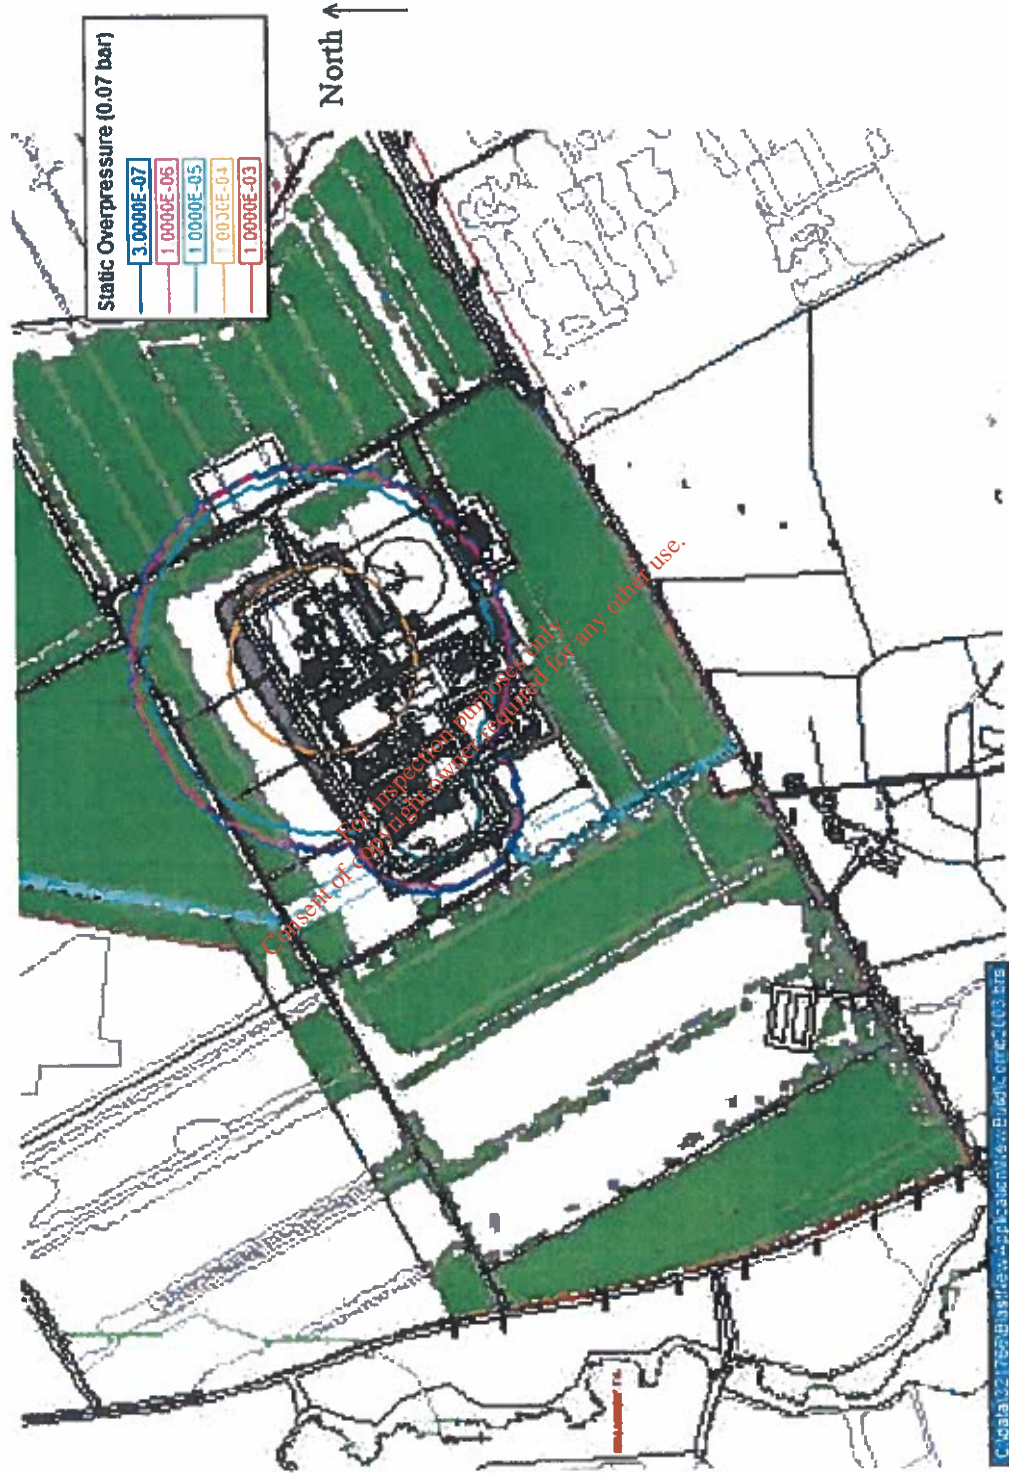 Static Overpressure (0.07 bar)
3.0000E-07
1.0000E-06
1.0000E-05
1.0000E-04
1.0000E-03
North
For inspection purposes only.
Consent of copyright owner required for any other use.